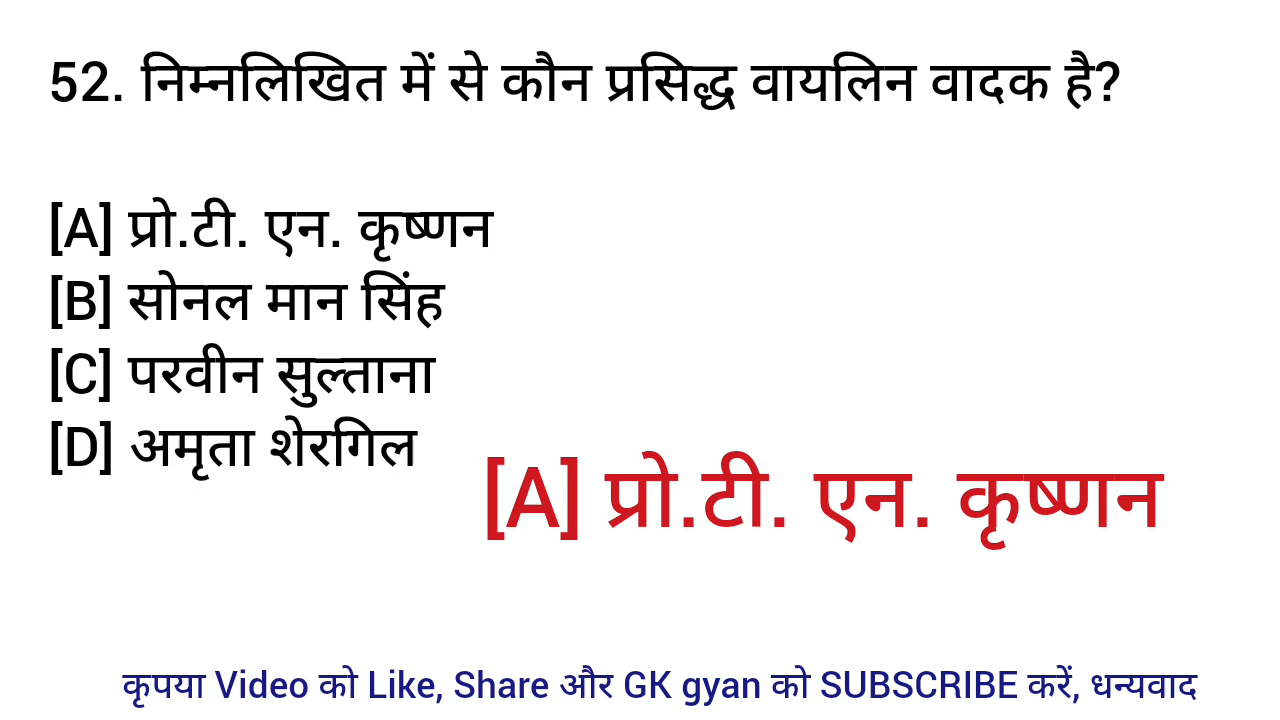 52. निम्नलिखित में से कौन प्रसिद्ध वायलिन वादक है?
[A] प्रो.टी. एन. कृष्णन
[B] सोनल मान सिंह
[C] परवीन सुल्ताना
[D] अमृता शेरगिल
[A] प्रो.टी. एन. कृष्णन
कृपया Video को Like, Share और GK gyan को SUBSCRIBE करें, धन्यवाद